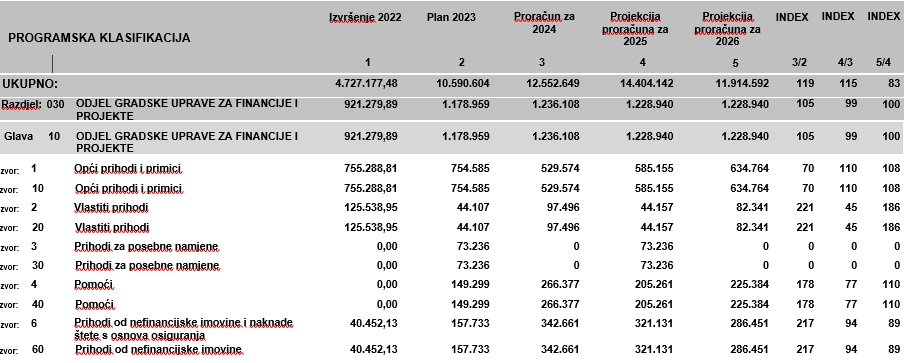 PROGRAMSKA KLASIFIKACIJA Izvršenje 2022 Plan 2023 Proračun za 2024 Projekcija proračuna za 2025 Projekcija proračuna za 2026 INDEX INDEX INDEX
1 2 3 4 5 3/2 4/3 5/4
UKUPNO: 4.727.177,48 10.590.604 12.552.649 14.404.142 11.914.592 119 115 83
Razdjel: 030 ODJEL GRADSKE UPRAVE ZA FINANCIJE I 921.279,89 1.178.959 1.236.108 1.228.940 1.228.940 105 99 100
PROJEKTE
Glava 10 ODJEL GRADSKE UPRAVE ZA FINANCIJE I 921.279,89 1.178.959 1.236.108 1.228.940 1.228.940 105 99 100
PROJEKTE
zvor: 1 Opći prihodi i primici 755.288,81 754.585 529.574 585.155 634.764 70 110 108
zvor: 10 Opći prihodi i primici 755.288,81 754.585 529.574 585.155 634.764 70 110 108
zvor: 2 Vlastiti prihodi 125.538,95 44.107 97.496 44.157 82.341 221 45 186
zvor: 20 Vlastiti prihodi 125.538,95 44.107 97.496 44.157 82.341 221 45 186
zvor: 3 Prihodi za posebne namjene 0,00 73.236 0 73.236 0 0 0 0
zvor: 30 Prihodi za posebne namjene 0,00 73.236 0 73.236 0 0 0 0
zvor: 4 Pomoći 0,00 149.299 266.377 205.261 225.384 178 77 110
zvor: 40 Pomoći 0,00 149.299 266.377 205.261 225.384 178 77 110
zvor: 6 Prihodi od nefinancijske imovine i naknade 40.452,13 157.733 342.661 321.131 286.451 217 94 89
štete s osnova osiguranja
zvor: 60 Prihodi od nefinancijske imovine 40.452,13 157.733 342.661 321.131 286.451 217 94 89